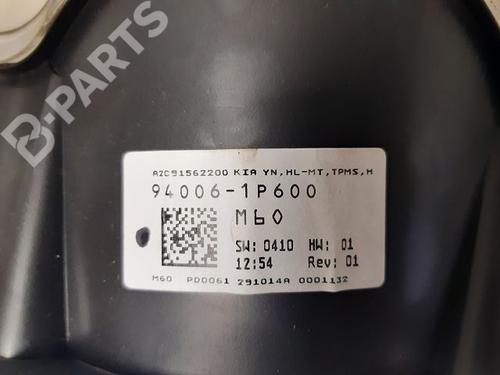 B-PARTS
A2C91562200 KIA YN,HL-MT,TPMS,H
94006-1P600
M60
SW: 0410 HW: 01
12:54 Rev: 01
M60 PD0061 291014A 0001132